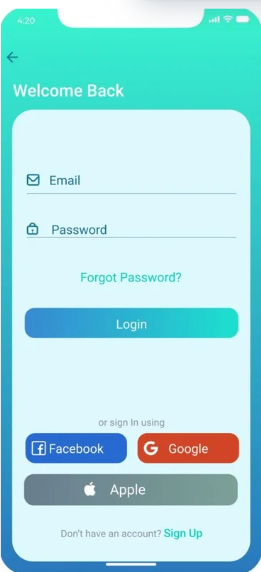 4:20
Welcome Back
Email
Password
Forgot Password?
Login
or sign In using
Facebook
Google
Apple
Don't have an account? Sign Up